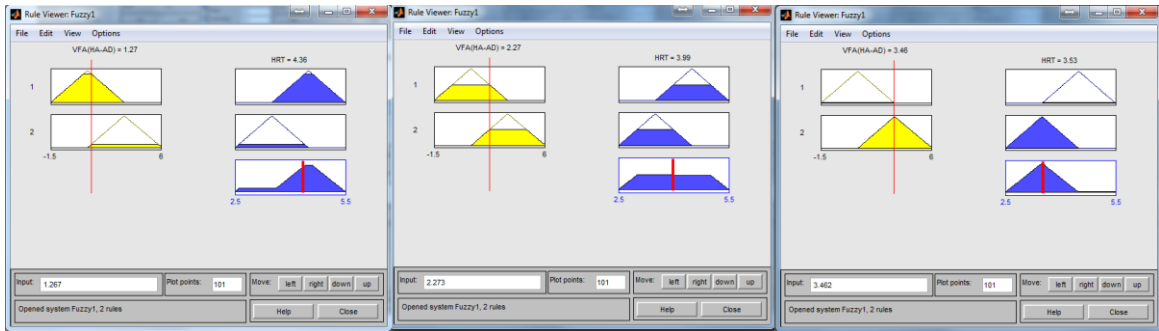 Rule Viewer: Fuzzy1
File Edit View Options
VFA(HA-AD) = 1.27
HRT = 4.36
1
2
-1.5 6
2.5 5.5
Input: 1.267 Plot points: 101 Move: left right down up
Opened system Fuzzy1, 2 rules Help Close
Rule Viewer: Fuzzy1
File Edit View Options
VFA(HA-AD) = 2.27
HRT = 3.99
1
2
-1.5 6
2.5 5.5
Input: 2.273 Plot points: 101 Move: left right down up
Opened system Fuzzy1, 2 rules Help Close
Rule Viewer: Fuzzy1
File Edit View Options
VFA(HA-AD) = 3.46
HRT = 3.53
1
2
-1.5 6
2.5 5.5
Input: 3.462 Plot points: 101 Move: left right down up
Opened system Fuzzy1, 2 rules Help Close